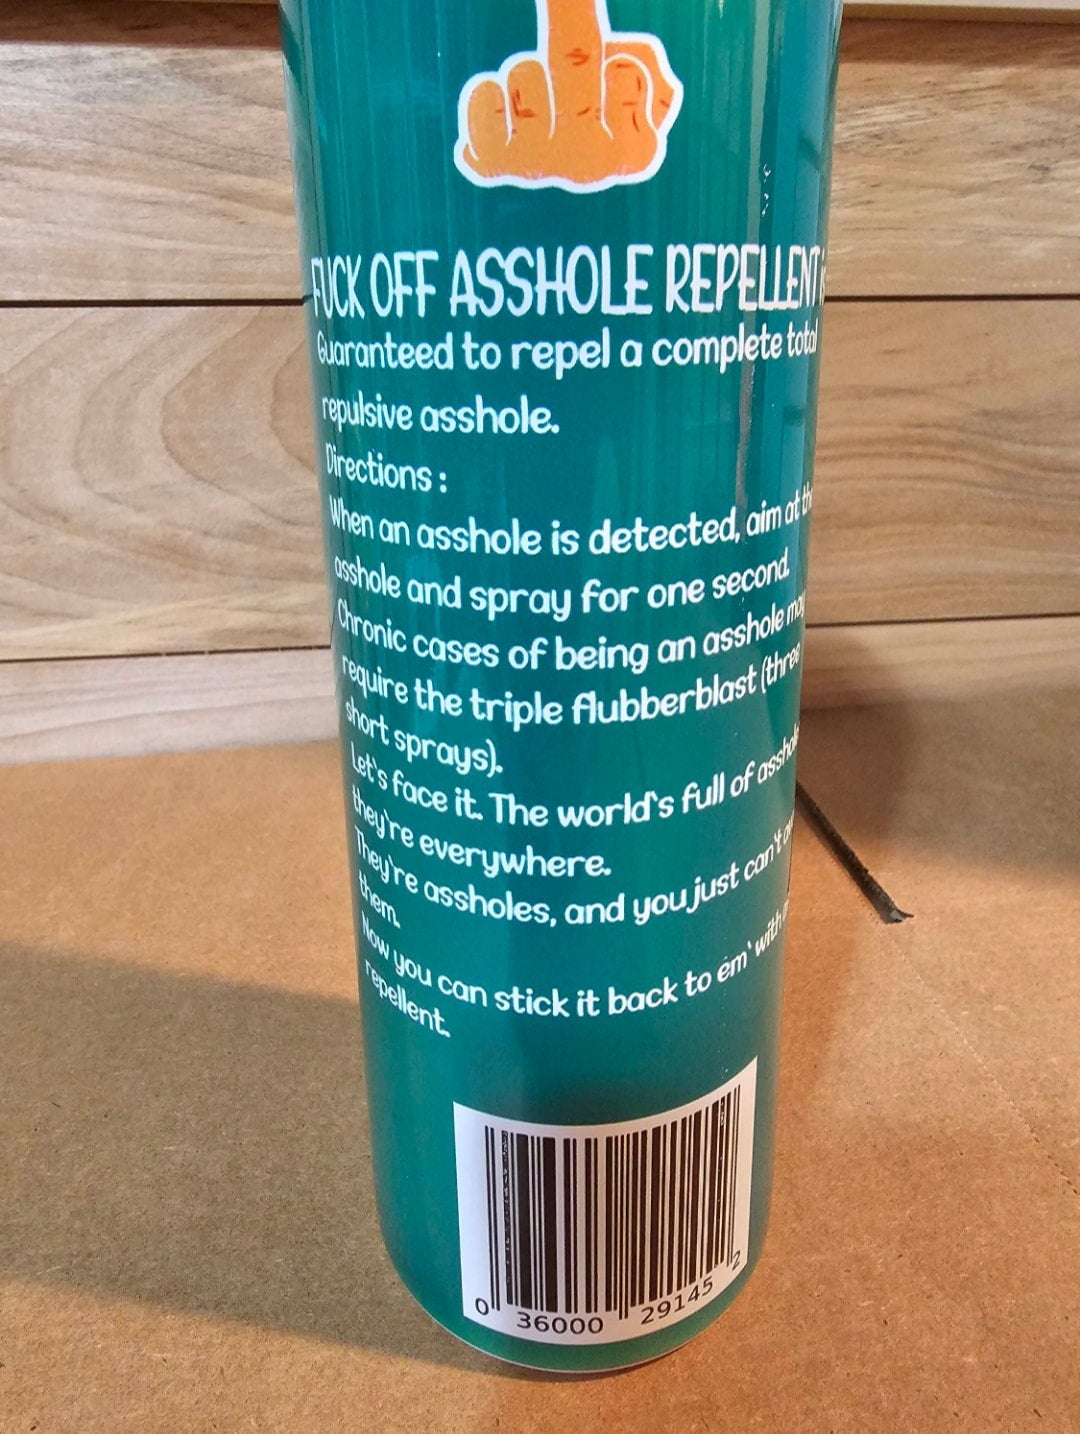 FUCK OFF ASSHOLE REPELLENT
Guaranteed to repel a complete total
repulsive asshole.
Directions :
When an asshole is detected, aim at
asshole and spray for one second.
Chronic cases of being an asshole may
require the triple flubberblast (three
short sprays).
Let's face it. The world's full of
they're everywhere.
They're assholes, and you just can't
them.
Now you can stick it back to em' with
repellent.
0 36000 29145 2